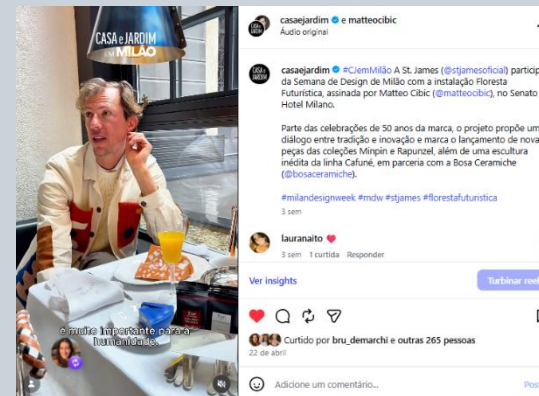 CASA e JARDIM
EM MILÃO
é muito importante para a
humanidade.
casaejardim e matteocibic
Áudio original
casaejardim #CJemMilão A St. James (@stjamesoficial) particip
da Semana de Design de Milão com a instalação Floresta
Futurística, assinada por Matteo Cibic (@matteocibic), no Senato
Hotel Milano.
Parte das celebrações de 50 anos da marca, o projeto propõe um
diálogo entre tradição e inovação e marca o lançamento de nova
peças das coleções Minpin e Rapunzel, além de uma escultura
inédita da linha Cafuné, em parceria com a Bosa Ceramiche
(@bosaceramiche).
#milandesignweek #mdw #stjames #florestafuturistica
3 sem
lauranaito
3 sem 1 curtida Responder
Ver insights
Turbinar reel
Curtido por bru_demarchi e outras 265 pessoas
22 de abril
Adicione um comentário...
Pos